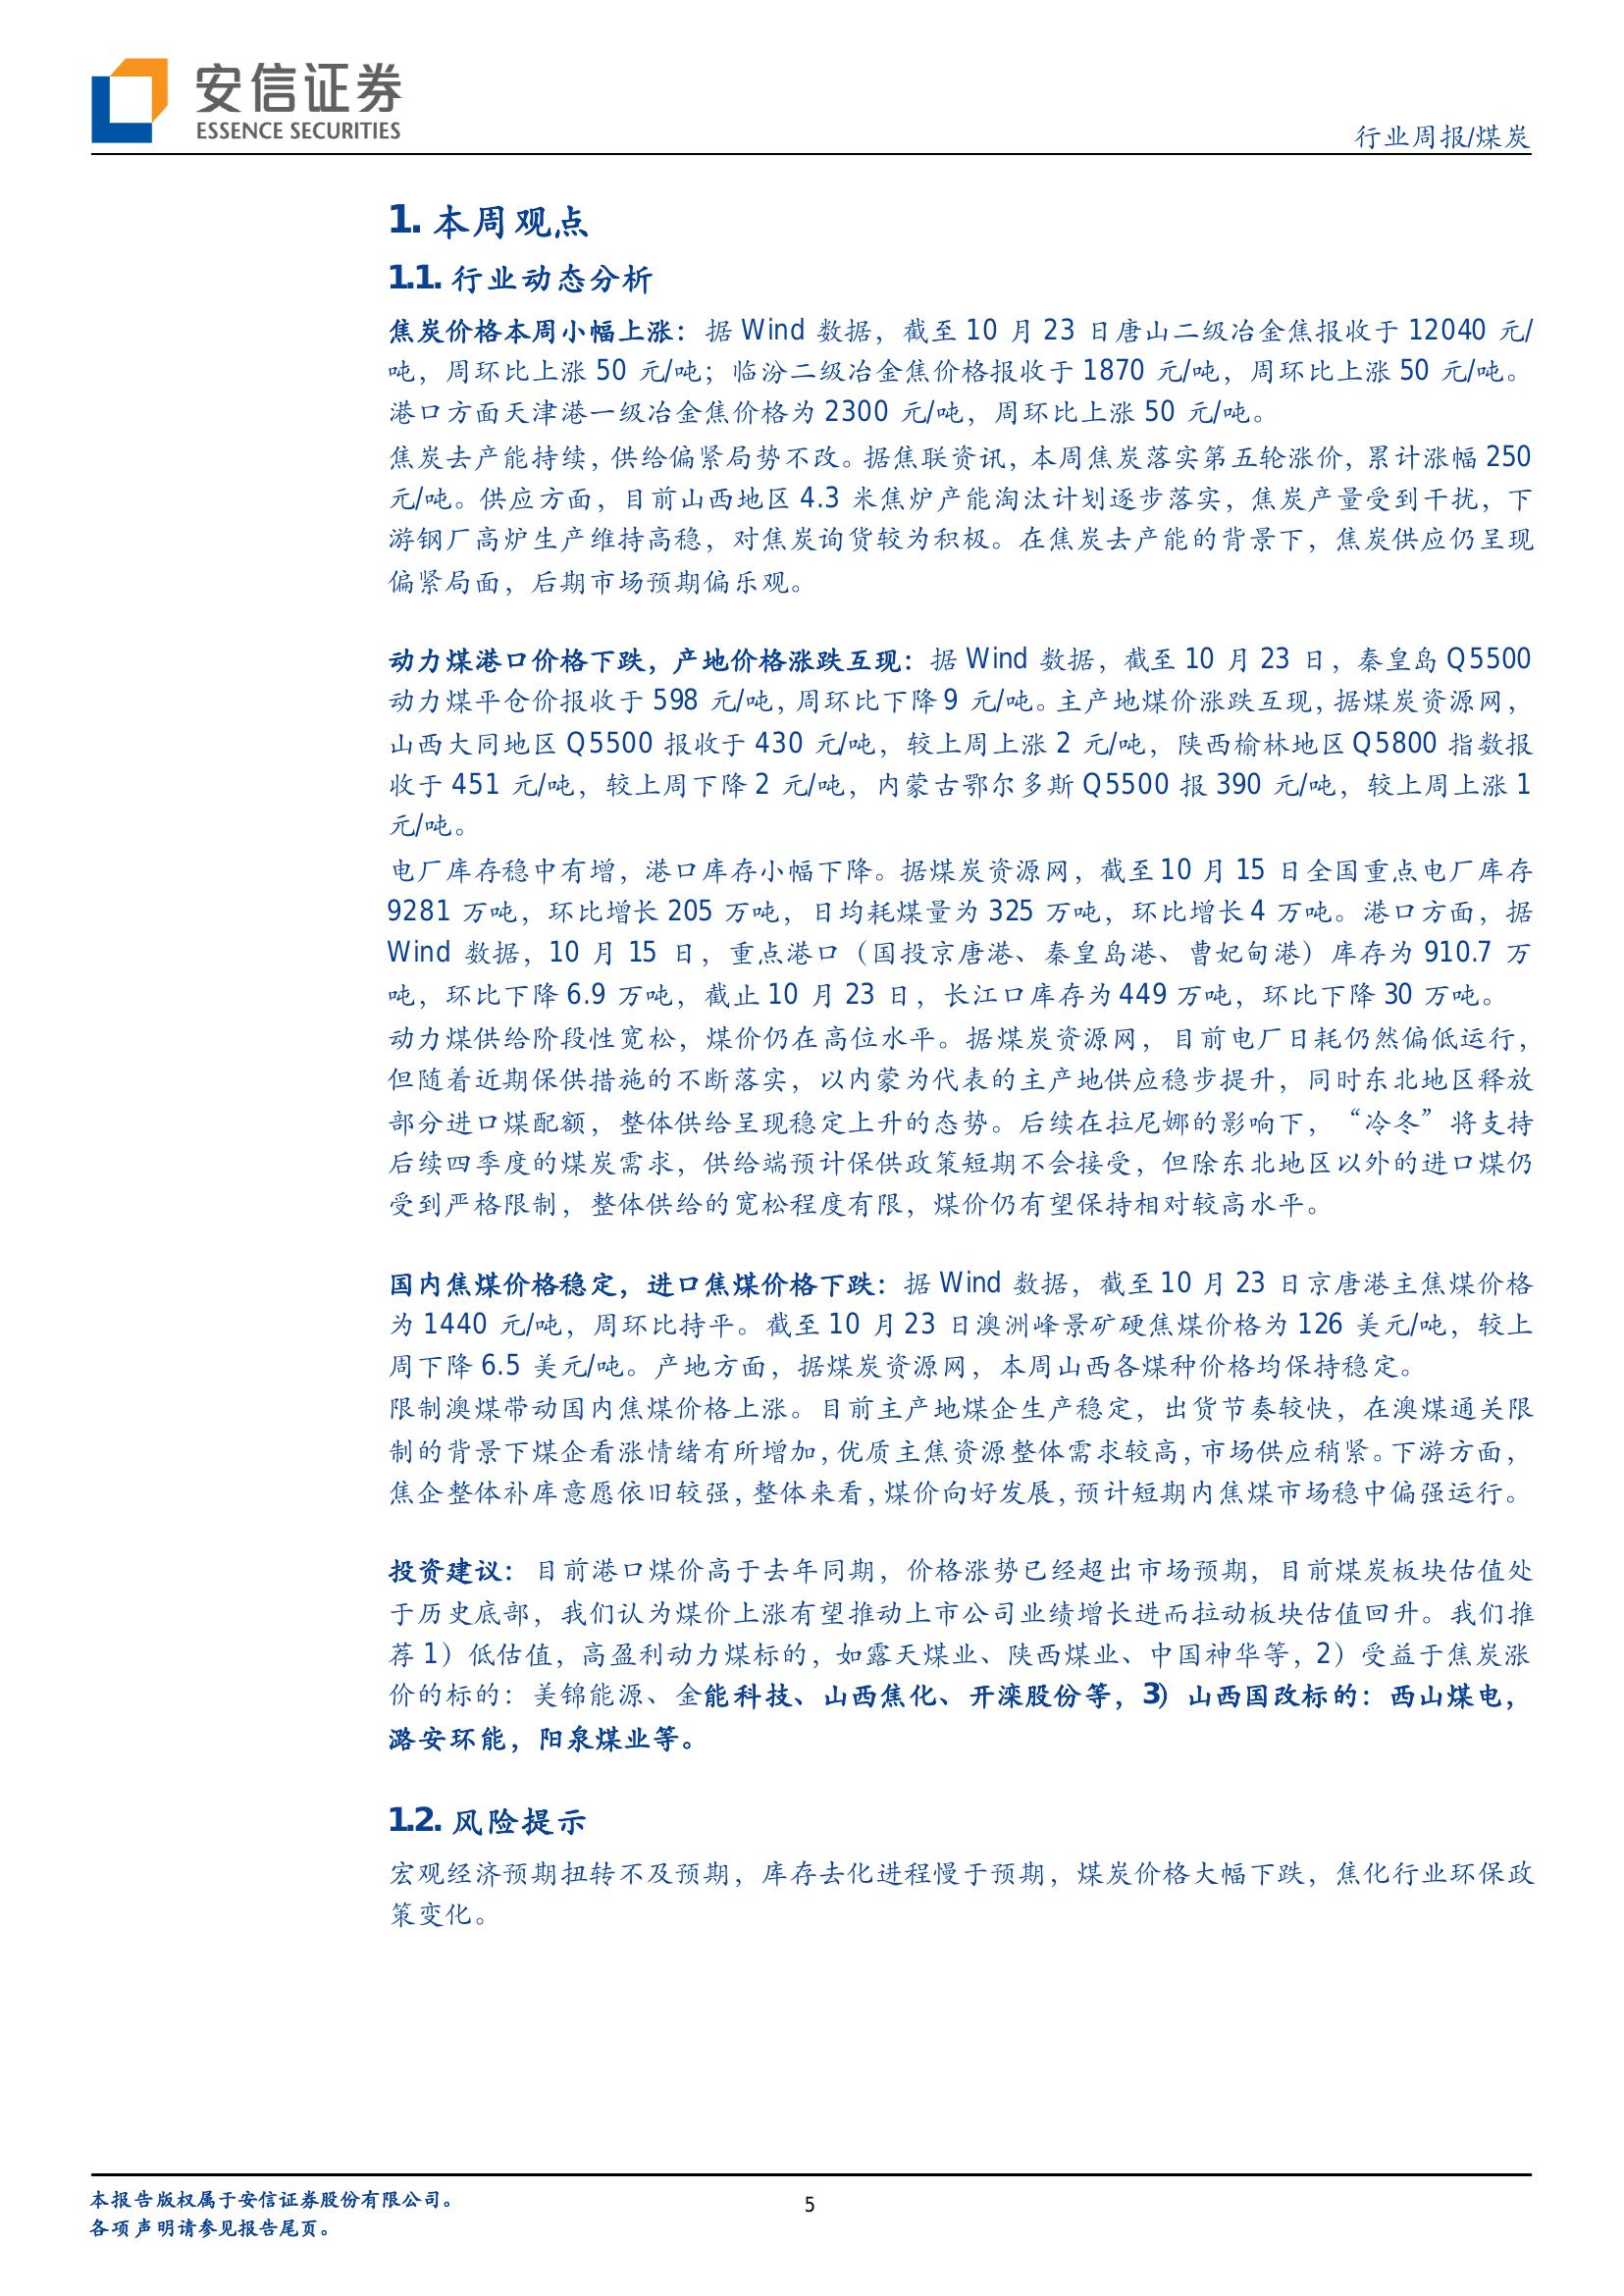 安信证券
ESSENCE SECURITIES
行业周报/煤炭
1. 本周观点
1.1. 行业动态分析
焦炭价格本周小幅上涨：据 Wind 数据，截至 10 月 23 日唐山二级冶金焦报收于 12040 元/
吨，周环比上涨 50 元/吨；临汾二级冶金焦价格报收于 1870 元/吨，周环比上涨 50 元/吨。
港口方面天津港一级冶金焦价格为 2300 元/吨，周环比上涨 50 元/吨。
焦炭去产能持续，供给偏紧局势不改。据焦联资讯，本周焦炭落实第五轮涨价，累计涨幅 250
元/吨。供应方面，目前山西地区 4.3 米焦炉产能淘汰计划逐步落实，焦炭产量受到干扰，下
游钢厂高炉生产维持高稳，对焦炭询货较为积极。在焦炭去产能的背景下，焦炭供应仍呈现
偏紧局面，后期市场预期偏乐观。
动力煤港口价格下跌，产地价格涨跌互现：据 Wind 数据，截至 10 月 23 日，秦皇岛 Q5500
动力煤平仓价报收于 598 元/吨，周环比下降 9 元/吨。主产地煤价涨跌互现，据煤炭资源网，
山西大同地区 Q5500 报收于 430 元/吨，较上周上涨 2 元/吨，陕西榆林地区 Q5800 指数报
收于 451 元/吨，较上周下降 2 元/吨，内蒙古鄂尔多斯 Q5500 报 390 元/吨，较上周上涨 1
元/吨。
电厂库存稳中有增，港口库存小幅下降。据煤炭资源网，截至 10 月 15 日全国重点电厂库存
9281 万吨，环比增长 205 万吨，日均耗煤量为 325 万吨，环比增长 4 万吨。港口方面，据
Wind 数据，10 月 15 日，重点港口（国投京唐港、秦皇岛港、曹妃甸港）库存为 910.7 万
吨，环比下降 6.9 万吨，截止 10 月 23 日，长江口库存为 449 万吨，环比下降 30 万吨。
动力煤供给阶段性宽松，煤价仍在高位水平。据煤炭资源网，目前电厂日耗仍然偏低运行，
但随着近期保供措施的不断落实，以内蒙为代表的主产地供应稳步提升，同时东北地区释放
部分进口煤配额，整体供给呈现稳定上升的态势。后续在拉尼娜的影响下，“冷冬”将支持
后续四季度的煤炭需求，供给端预计保供政策短期不会接受，但除东北地区以外的进口煤仍
受到严格限制，整体供给的宽松程度有限，煤价仍有望保持相对较高水平。
国内焦煤价格稳定，进口焦煤价格下跌：据 Wind 数据，截至 10 月 23 日京唐港主焦煤价格
为 1440 元/吨，周环比持平。截至 10 月 23 日澳洲峰景矿硬焦煤价格为 126 美元/吨，较上
周下降 6.5 美元/吨。产地方面，据煤炭资源网，本周山西各煤种价格均保持稳定。
限制澳煤带动国内焦煤价格上涨。目前主产地煤企生产稳定，出货节奏较快，在澳煤通关限
制的背景下煤企看涨情绪有所增加，优质主焦资源整体需求较高，市场供应稍紧。下游方面，
焦企整体补库意愿依旧较强，整体来看，煤价向好发展，预计短期内焦煤市场稳中偏强运行。
投资建议：目前港口煤价高于去年同期，价格涨势已经超出市场预期，目前煤炭板块估值处
于历史底部，我们认为煤价上涨有望推动上市公司业绩增长进而拉动板块估值回升。我们推
荐 1）低估值，高盈利动力煤标的，如露天煤业、陕西煤业、中国神华等，2）受益于焦炭涨
价的标的：美锦能源、金能科技、山西焦化、开滦股份等，3）山西国改标的：西山煤电，
潞安环能，阳泉煤业等。
1.2. 风险提示
宏观经济预期扭转不及预期，库存去化进程慢于预期，煤炭价格大幅下跌，焦化行业环保政
策变化。
本报告版权属于安信证券股份有限公司。
5
各项声明请参见报告尾页。